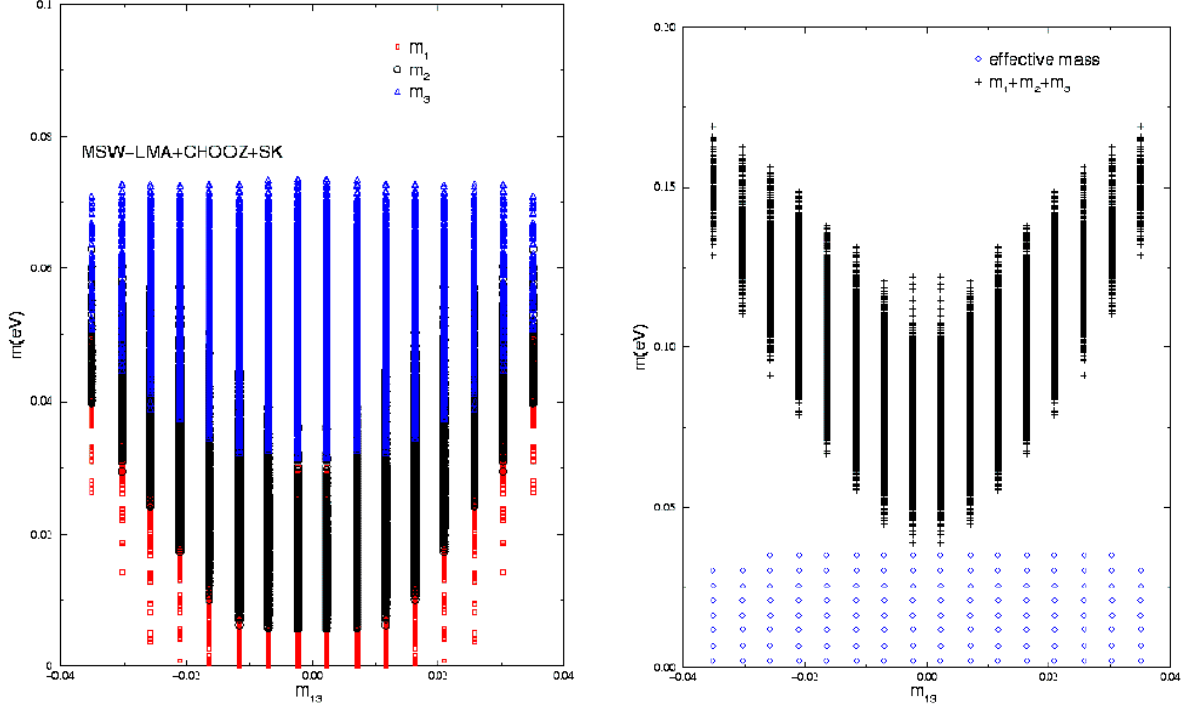 0.1
0.08
0.06
0.04
0.02
0
m(eV)
m₁
m₂
m₃
MSW−LMA+CHOOZ+SK
−0.04
−0.02
0.00
0.02
0.04
m₁₃
0.20
0.15
0.10
0.05
0.00
m(eV)
effective mass
m₁+m₂+m₃
−0.04
−0.02
0.00
0.02
0.04
m₁₃